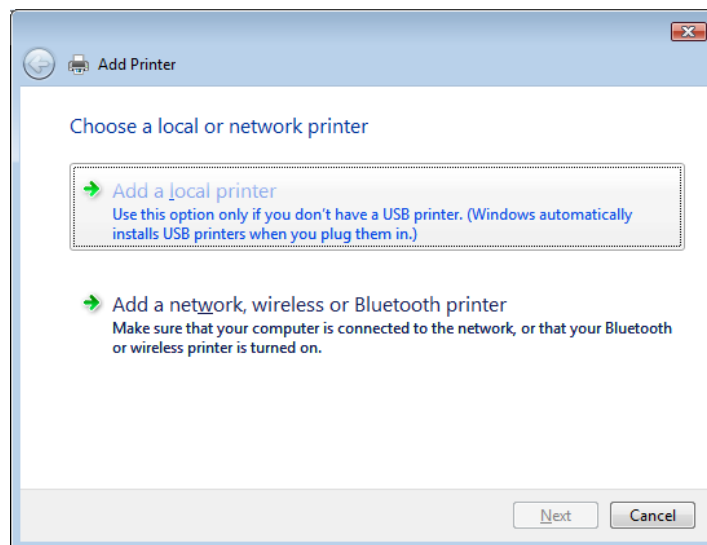 Add Printer
Choose a local or network printer
Add a local printer
Use this option only if you don't have a USB printer. (Windows automatically
installs USB printers when you plug them in.)
Add a network, wireless or Bluetooth printer
Make sure that your computer is connected to the network, or that your Bluetooth
or wireless printer is turned on.
Next Cancel